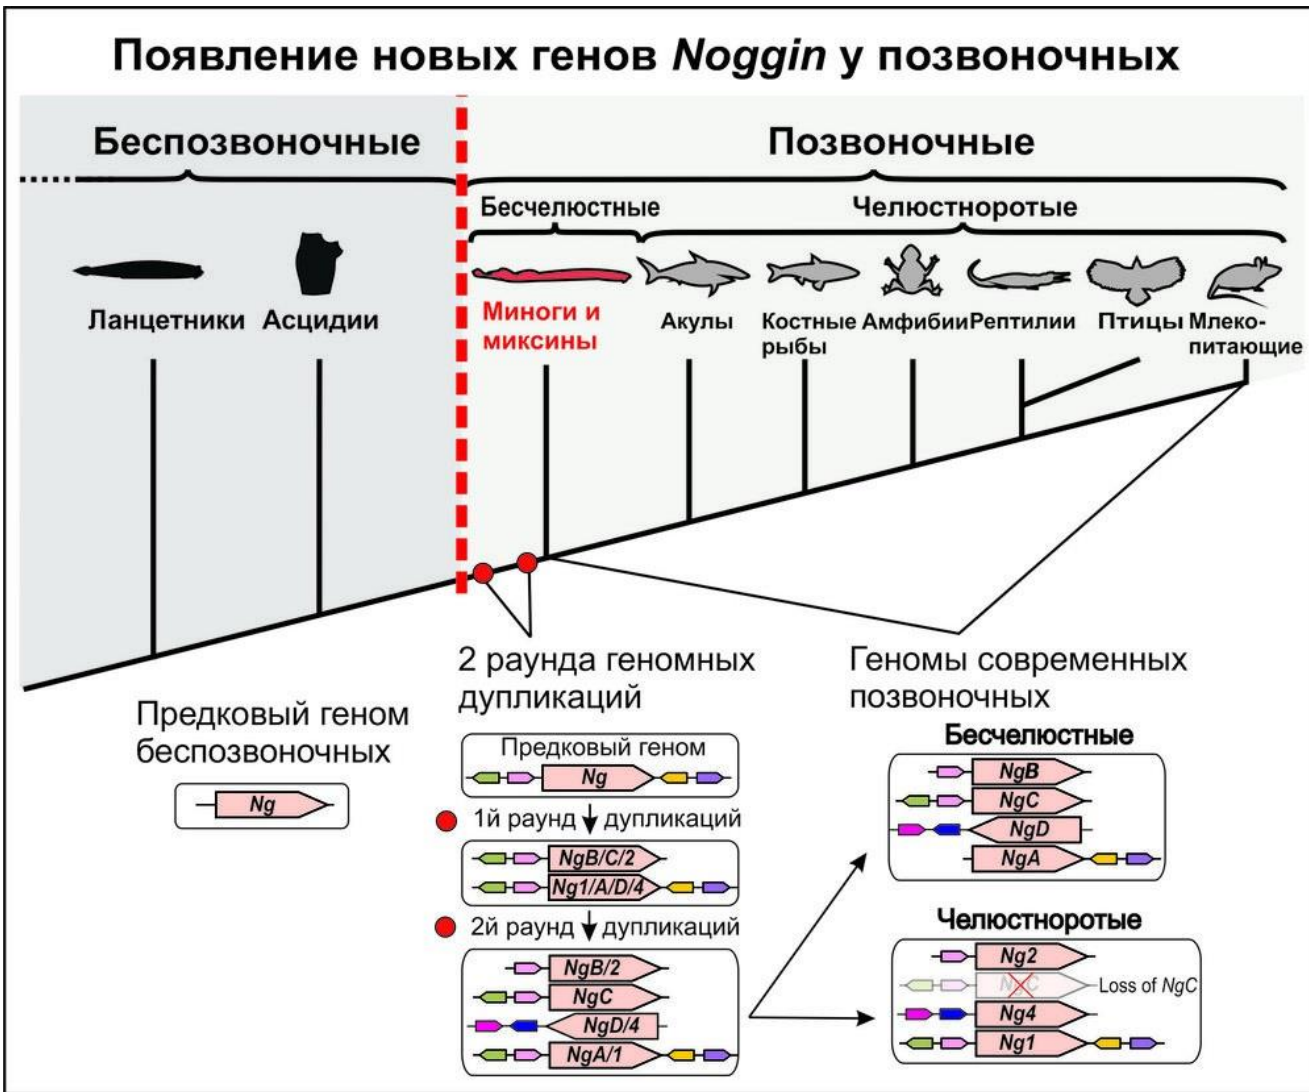 Появление новых генов Noggin у позвоночных
Беспозвоночные
Позвоночные
Бесчелюстные
Челюстноротые
Ланцетники
Асцидии
Миноги и
миксины
Акулы
Костные
рыбы
Амфибии
Рептилии
Птицы
Млеко-
питающие
2 раунда геномных
дупликаций
Геномы современных
позвоночных
Предковый геном
беспозвоночных
Ng
Предковый геном
Ng
1й раунд дупликаций
NgB/C/2
Ng1/A/D/4
2й раунд дупликаций
NgB/2
NgC
NgD/4
NgA/1
Бесчелюстные
NgB
NgC
NgD
NgA
Челюстноротые
Ng2
NgC Loss of NgC
Ng4
Ng1